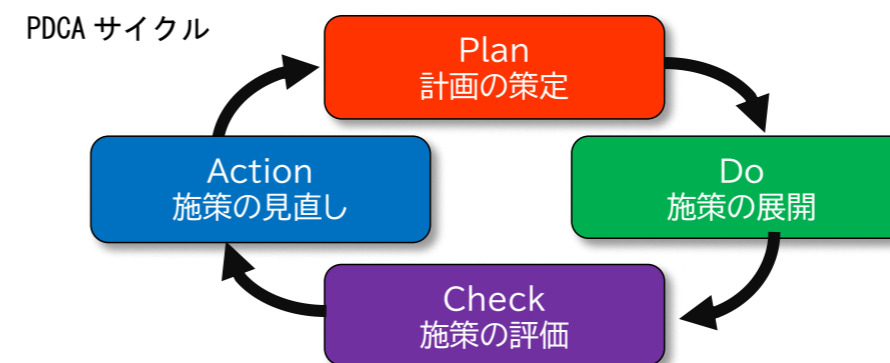 PDCA サイクル
Plan
計画の策定
Action
施策の見直し
Do
施策の展開
Check
施策の評価